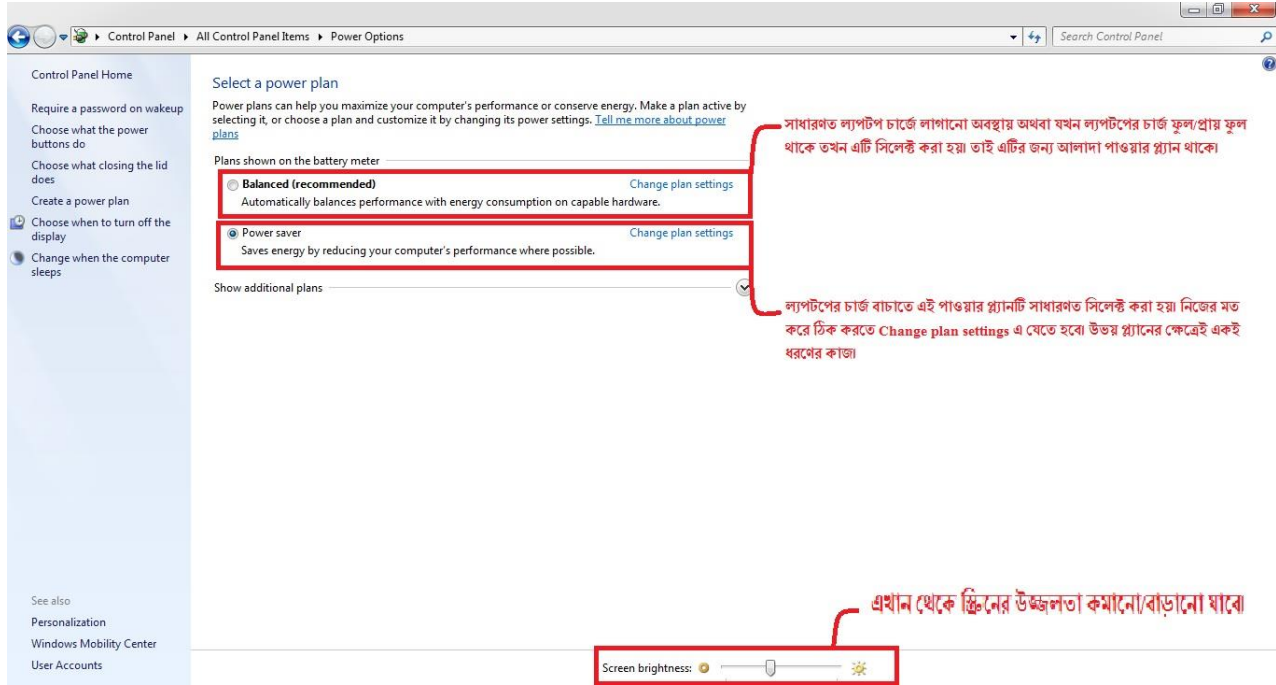 Control Panel ▸ All Control Panel Items ▸ Power Options
Search Control Panel
Control Panel Home
Require a password on wakeup
Choose what the power
buttons do
Choose what closing the lid
does
Create a power plan
Choose when to turn off the
display
Change when the computer
sleeps
Select a power plan
Power plans can help you maximize your computer's performance or conserve energy. Make a plan active by
selecting it, or choose a plan and customize it by changing its power settings. Tell me more about power
plans
Plans shown on the battery meter
Balanced (recommended) Change plan settings
Automatically balances performance with energy consumption on capable hardware.
Power saver Change plan settings
Saves energy by reducing your computer's performance where possible.
Show additional plans
সাধারণত ল্যপটপ চার্জে লাগানো অবস্থায় অথবা যখন ল্যপটপের চার্জ ফুল/প্রায় ফুল
থাকে তখন এটি সিলেক্ট করা হয়। তাই এটির জন্য আলাদা পাওয়ার প্ল্যান থাকে।
ল্যপটপের চার্জ বাচাতে এই পাওয়ার প্ল্যানটি সাধারণত সিলেক্ট করা হয়। নিজের মত
করে ঠিক করতে Change plan settings এ যেতে হবে। উভয় প্ল্যানের ক্ষেত্রেই একই
ধরণের কাজ।
এখান থেকে স্ক্রিনের উজ্জলতা কমানো/বাড়ানো যাবে।
See also
Personalization
Windows Mobility Center
User Accounts
Screen brightness: